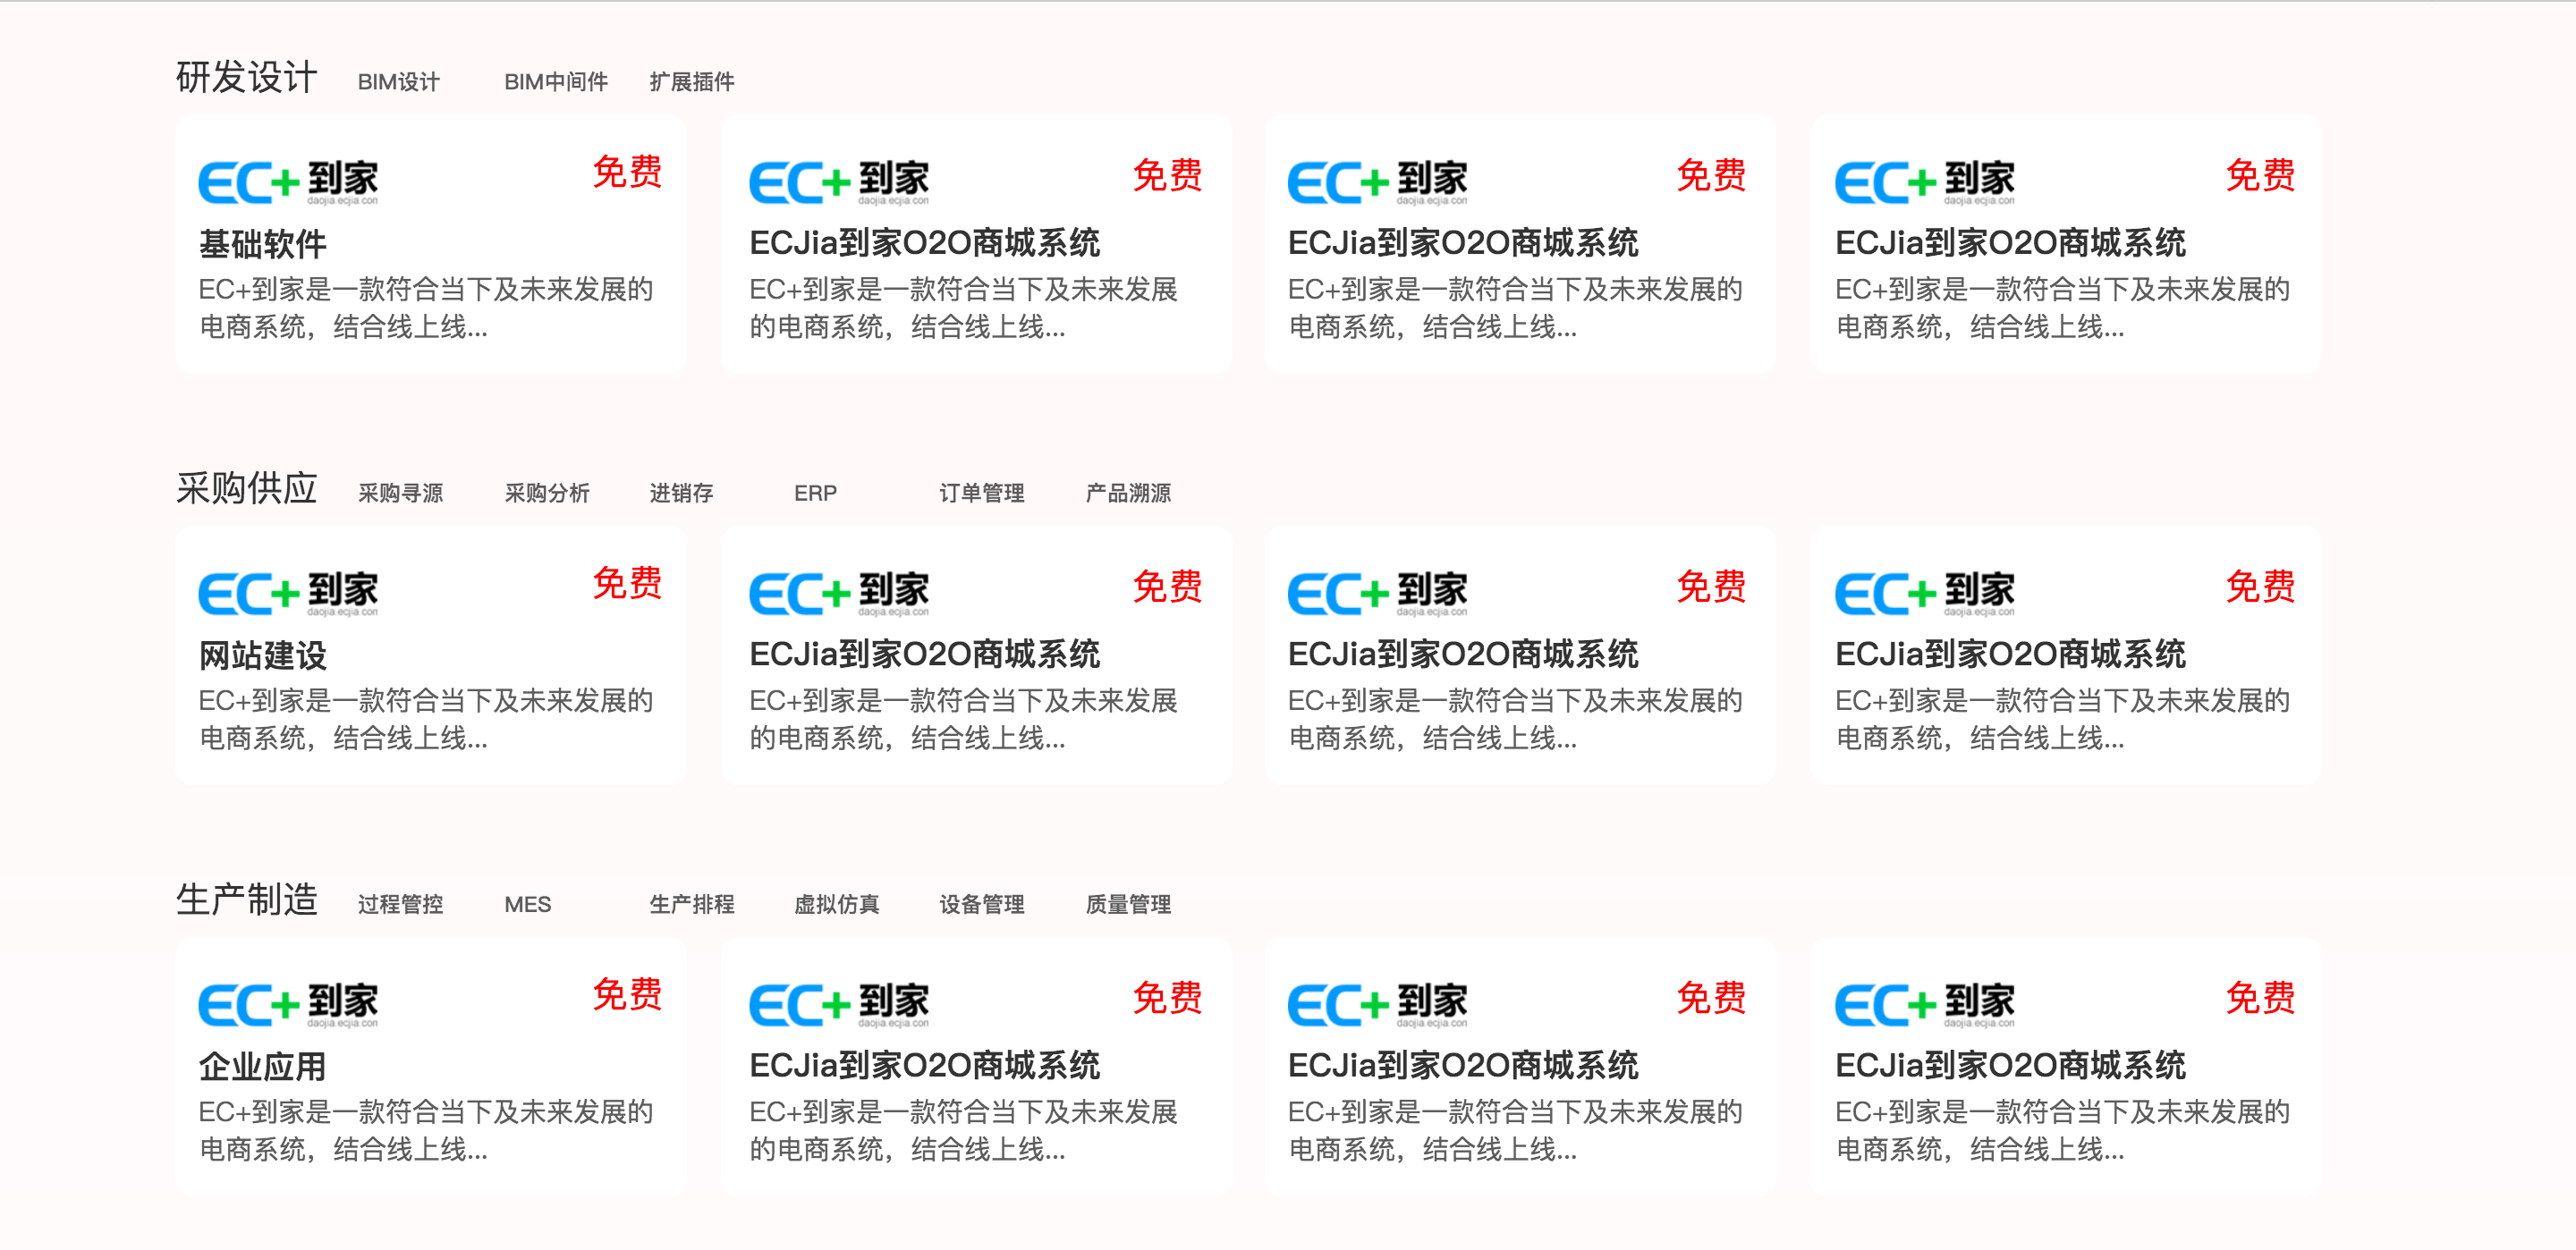 研发设计 BIM设计 BIM中间件 扩展插件
EC+到家 免费
daojia.ecjia.con
基础软件
EC+到家是一款符合当下及未来发展的
电商系统，结合线上线...
EC+到家 免费
daojia.ecjia.con
ECJia到家O2O商城系统
EC+到家是一款符合当下及未来发展
的电商系统，结合线上线...
EC+到家 免费
daojia.ecjia.con
ECJia到家O2O商城系统
EC+到家是一款符合当下及未来发展的
电商系统，结合线上线...
EC+到家 免费
daojia.ecjia.con
ECJia到家O2O商城系统
EC+到家是一款符合当下及未来发展的
电商系统，结合线上线...
采购供应 采购寻源 采购分析 进销存 ERP 订单管理 产品溯源
EC+到家 免费
daojia.ecjia.con
网站建设
EC+到家是一款符合当下及未来发展的
电商系统，结合线上线...
EC+到家 免费
daojia.ecjia.con
ECJia到家O2O商城系统
EC+到家是一款符合当下及未来发展
的电商系统，结合线上线...
EC+到家 免费
daojia.ecjia.con
ECJia到家O2O商城系统
EC+到家是一款符合当下及未来发展的
电商系统，结合线上线...
EC+到家 免费
daojia.ecjia.con
ECJia到家O2O商城系统
EC+到家是一款符合当下及未来发展的
电商系统，结合线上线...
生产制造 过程管控 MES 生产排程 虚拟仿真 设备管理 质量管理
EC+到家 免费
daojia.ecjia.con
企业应用
EC+到家是一款符合当下及未来发展的
电商系统，结合线上线...
EC+到家 免费
daojia.ecjia.con
ECJia到家O2O商城系统
EC+到家是一款符合当下及未来发展
的电商系统，结合线上线...
EC+到家 免费
daojia.ecjia.con
ECJia到家O2O商城系统
EC+到家是一款符合当下及未来发展的
电商系统，结合线上线...
EC+到家 免费
daojia.ecjia.con
ECJia到家O2O商城系统
EC+到家是一款符合当下及未来发展的
电商系统，结合线上线...